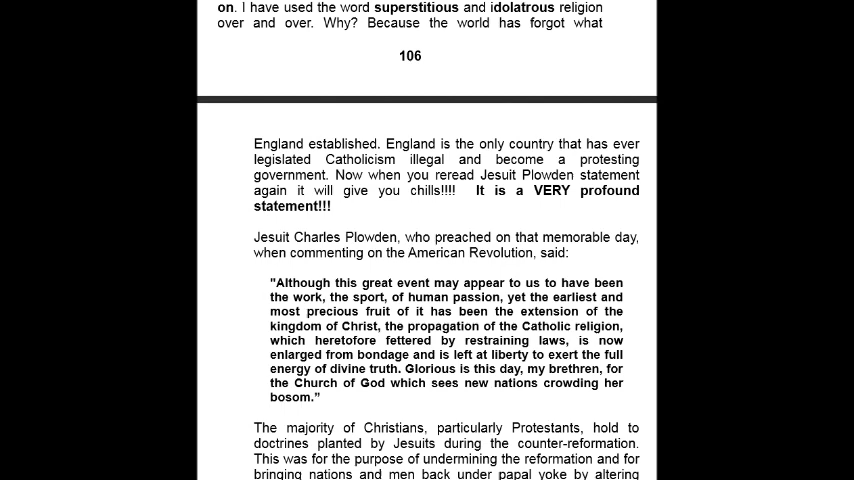 on. I have used the word superstitious and idolatrous religion
over and over. Why? Because the world has forgot what
106
England established. England is the only country that has ever
legislated Catholicism illegal and become a protesting
government. Now when you reread Jesuit Plowden statement
again it will give you chills!!!! It is a VERY profound
statement!!!
Jesuit Charles Plowden, who preached on that memorable day,
when commenting on the American Revolution, said:
"Although this great event may appear to us to have been
the work, the sport, of human passion, yet the earliest and
most precious fruit of it has been the extension of the
kingdom of Christ, the propagation of the Catholic religion,
which heretofore fettered by restraining laws, is now
enlarged from bondage and is left at liberty to exert the full
energy of divine truth. Glorious is this day, my brethren, for
the Church of God which sees new nations crowding her
bosom."
The majority of Christians, particularly Protestants, hold to
doctrines planted by Jesuits during the counter-reformation.
This was for the purpose of undermining the reformation and for
bringing nations and men back under papal yoke by altering